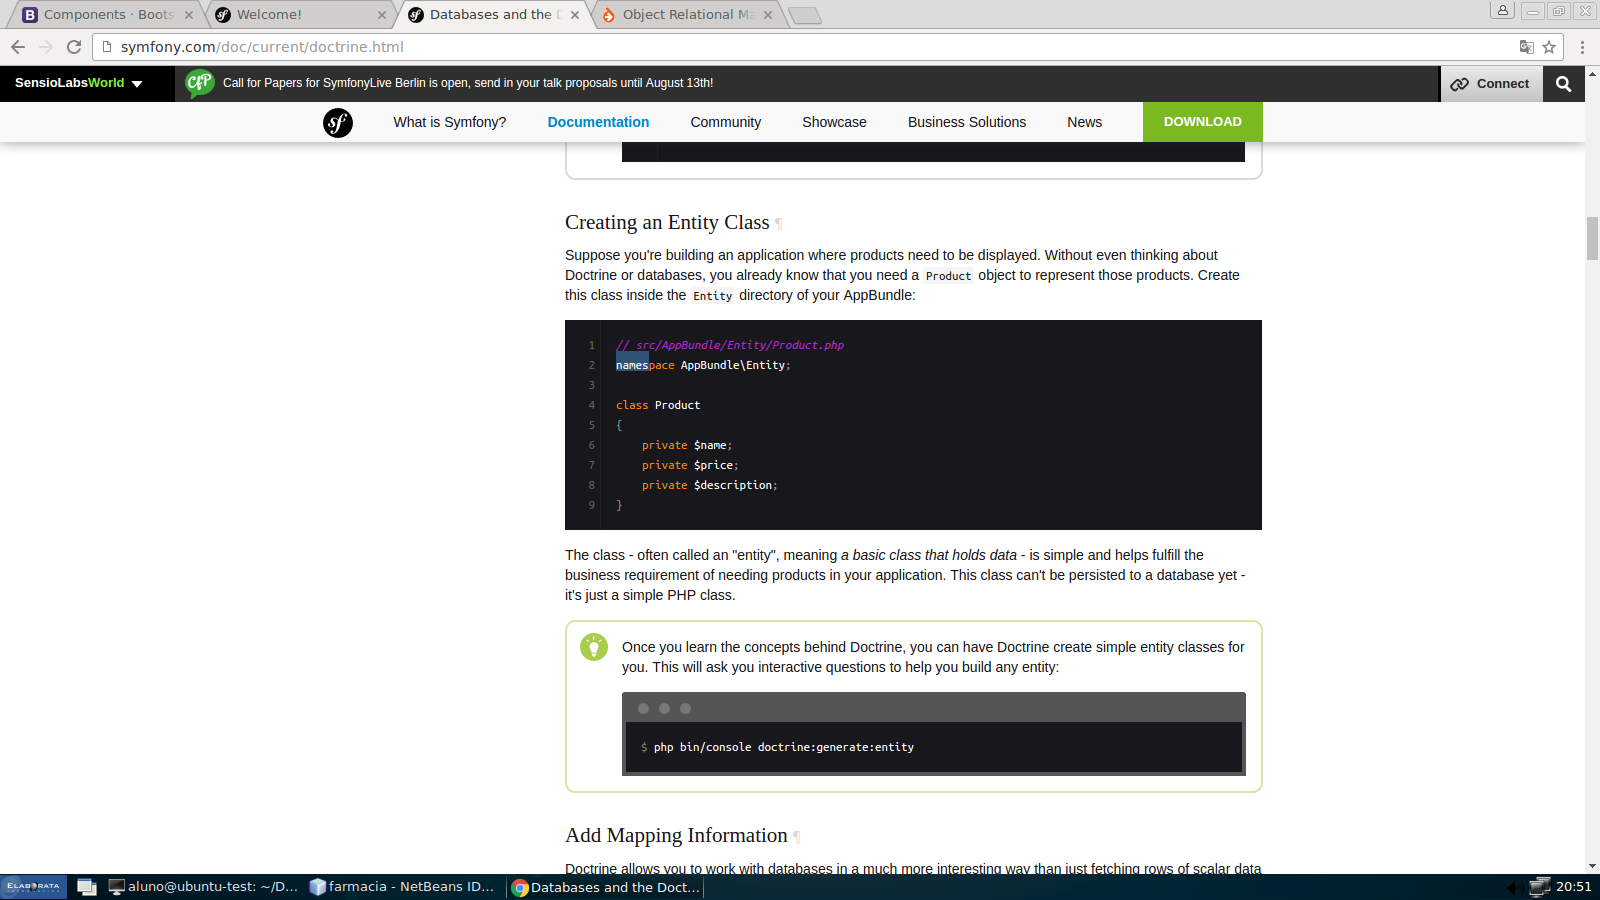 Components · Boots
Welcome!
Databases and the D
Object Relational Ma
symfony.com/doc/current/doctrine.html
SensioLabsWorld
CfP
Call for Papers for SymfonyLive Berlin is open, send in your talk proposals until August 13th!
Connect
sf
What is Symfony?
Documentation
Community
Showcase
Business Solutions
News
DOWNLOAD
Creating an Entity Class ¶
Suppose you're building an application where products need to be displayed. Without even thinking about
Doctrine or databases, you already know that you need a Product object to represent those products. Create
this class inside the Entity directory of your AppBundle:
1 // src/AppBundle/Entity/Product.php
2 namespace AppBundle\Entity;
3
4 class Product
5 {
6 private $name;
7 private $price;
8 private $description;
9 }
The class - often called an "entity", meaning a basic class that holds data - is simple and helps fulfill the
business requirement of needing products in your application. This class can't be persisted to a database yet -
it's just a simple PHP class.
Once you learn the concepts behind Doctrine, you can have Doctrine create simple entity classes for
you. This will ask you interactive questions to help you build any entity:
$ php bin/console doctrine:generate:entity
Add Mapping Information ¶
Doctrine allows you to work with databases in a much more interesting way than just fetching rows of scalar data
ELABORATA
aluno@ubuntu-test: ~/D...
farmacia - NetBeans ID...
Databases and the Doct...
20:51